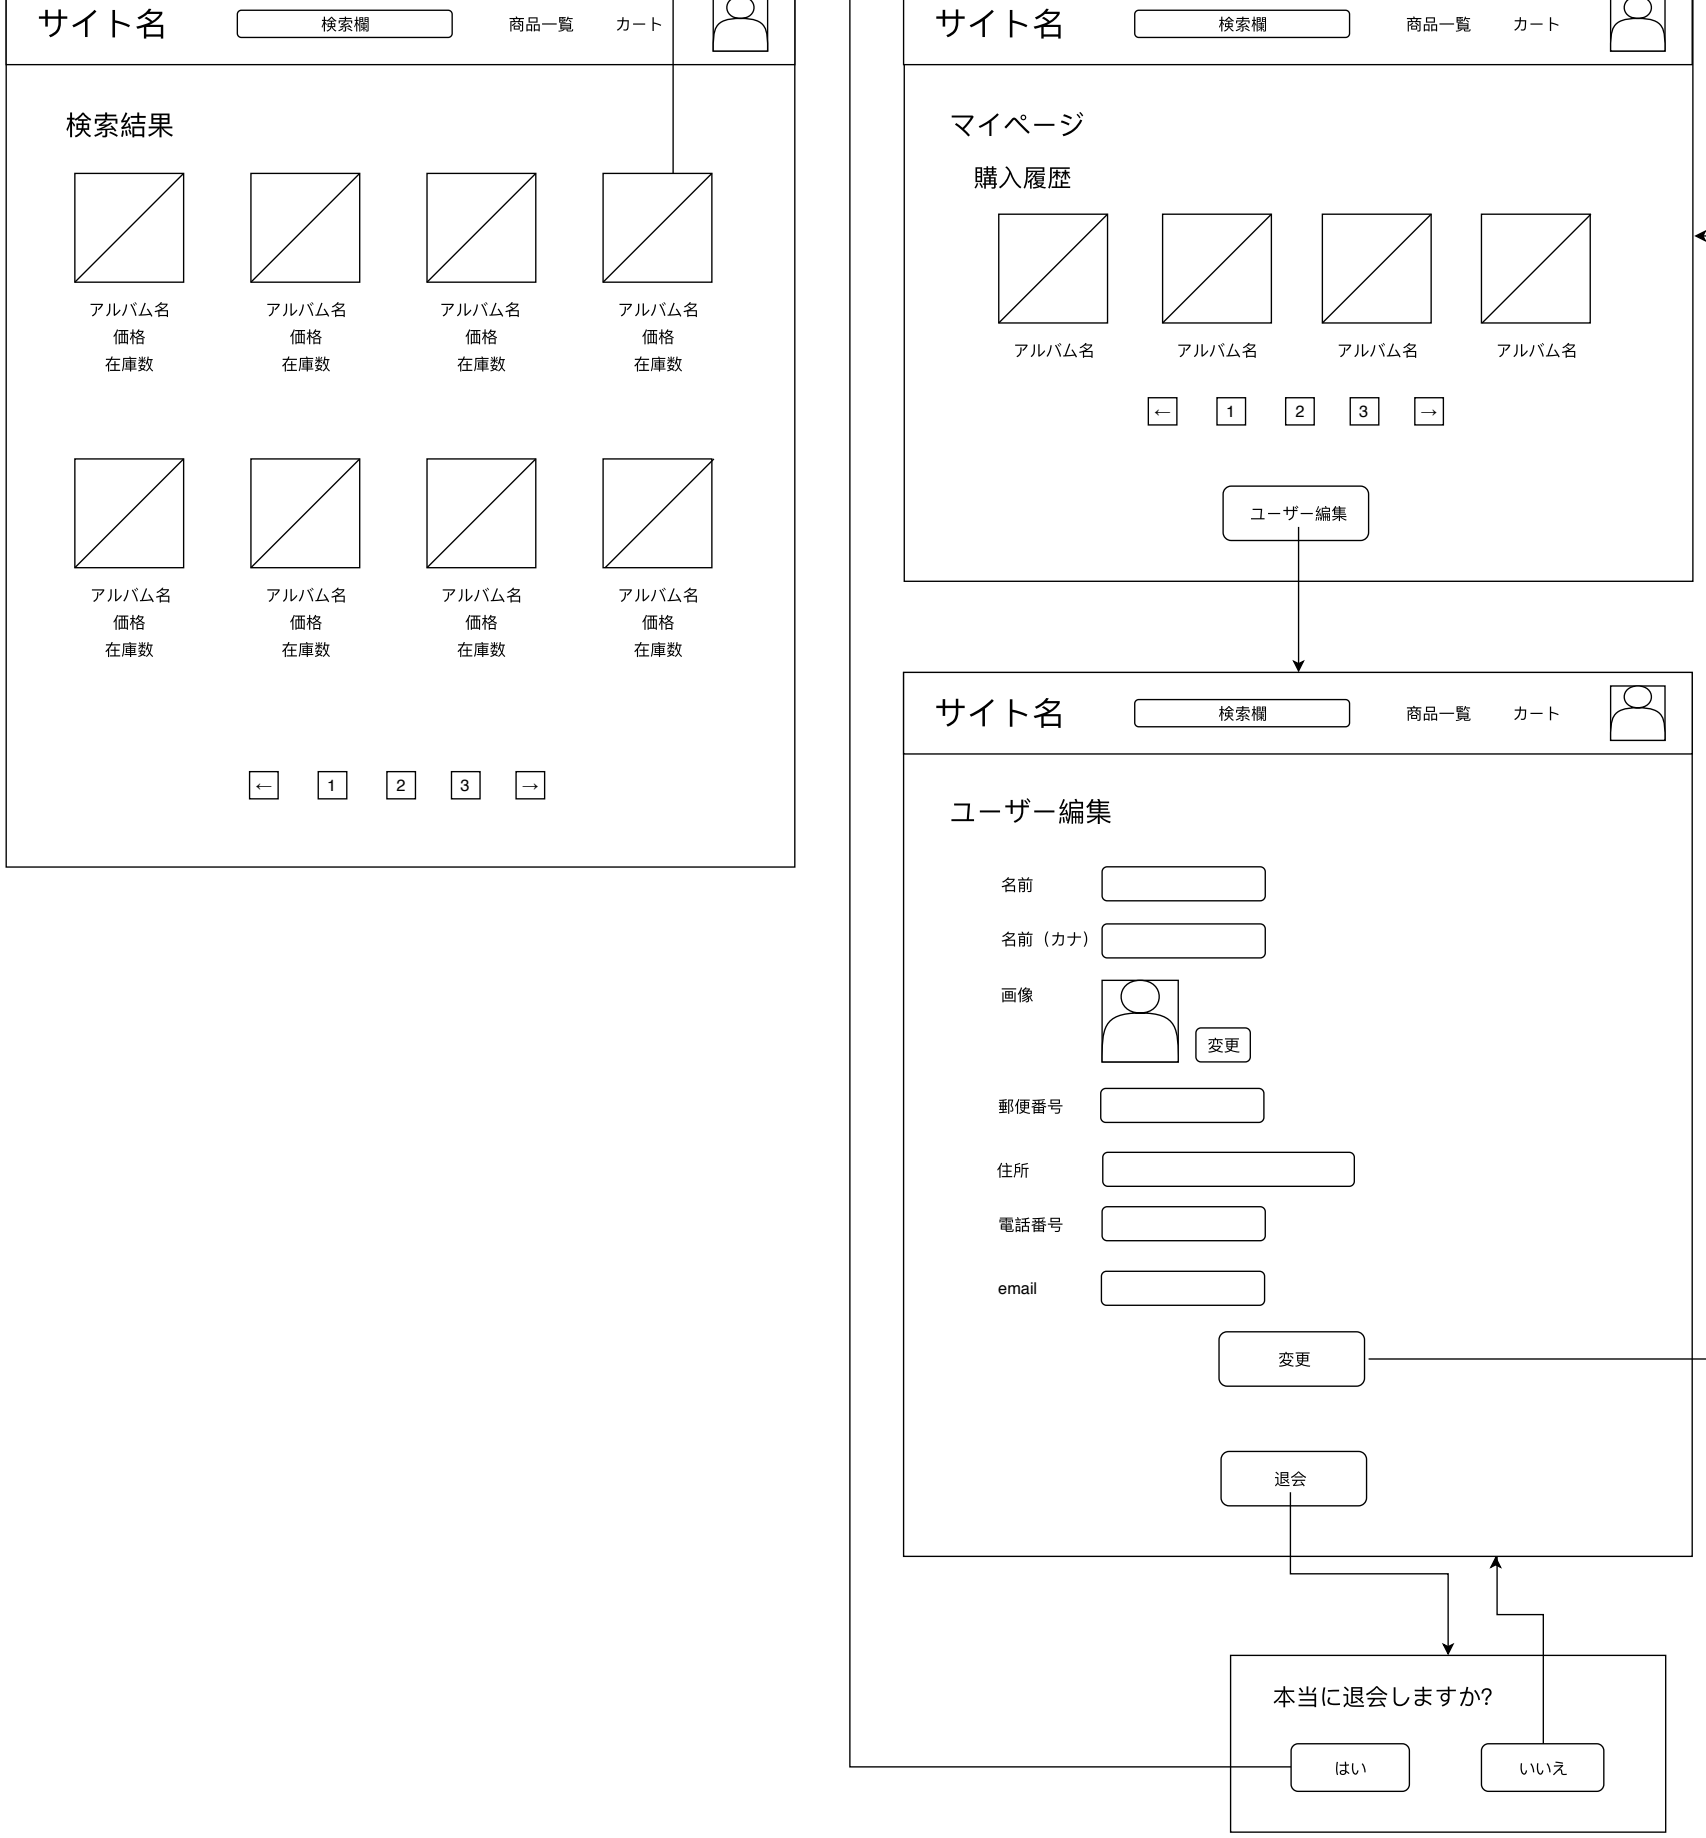 サイト名
検索欄
商品一覧
カート
検索結果
アルバム名
価格
在庫数
アルバム名
価格
在庫数
アルバム名
価格
在庫数
アルバム名
価格
在庫数
アルバム名
価格
在庫数
アルバム名
価格
在庫数
アルバム名
価格
在庫数
アルバム名
価格
在庫数
←
1
2
3
→
サイト名
検索欄
商品一覧
カート
マイページ
購入履歴
アルバム名
アルバム名
アルバム名
アルバム名
←
1
2
3
→
ユーザー編集
サイト名
検索欄
商品一覧
カート
ユーザー編集
名前
名前（カナ）
画像
変更
郵便番号
住所
電話番号
email
変更
退会
本当に退会しますか?
はい
いいえ